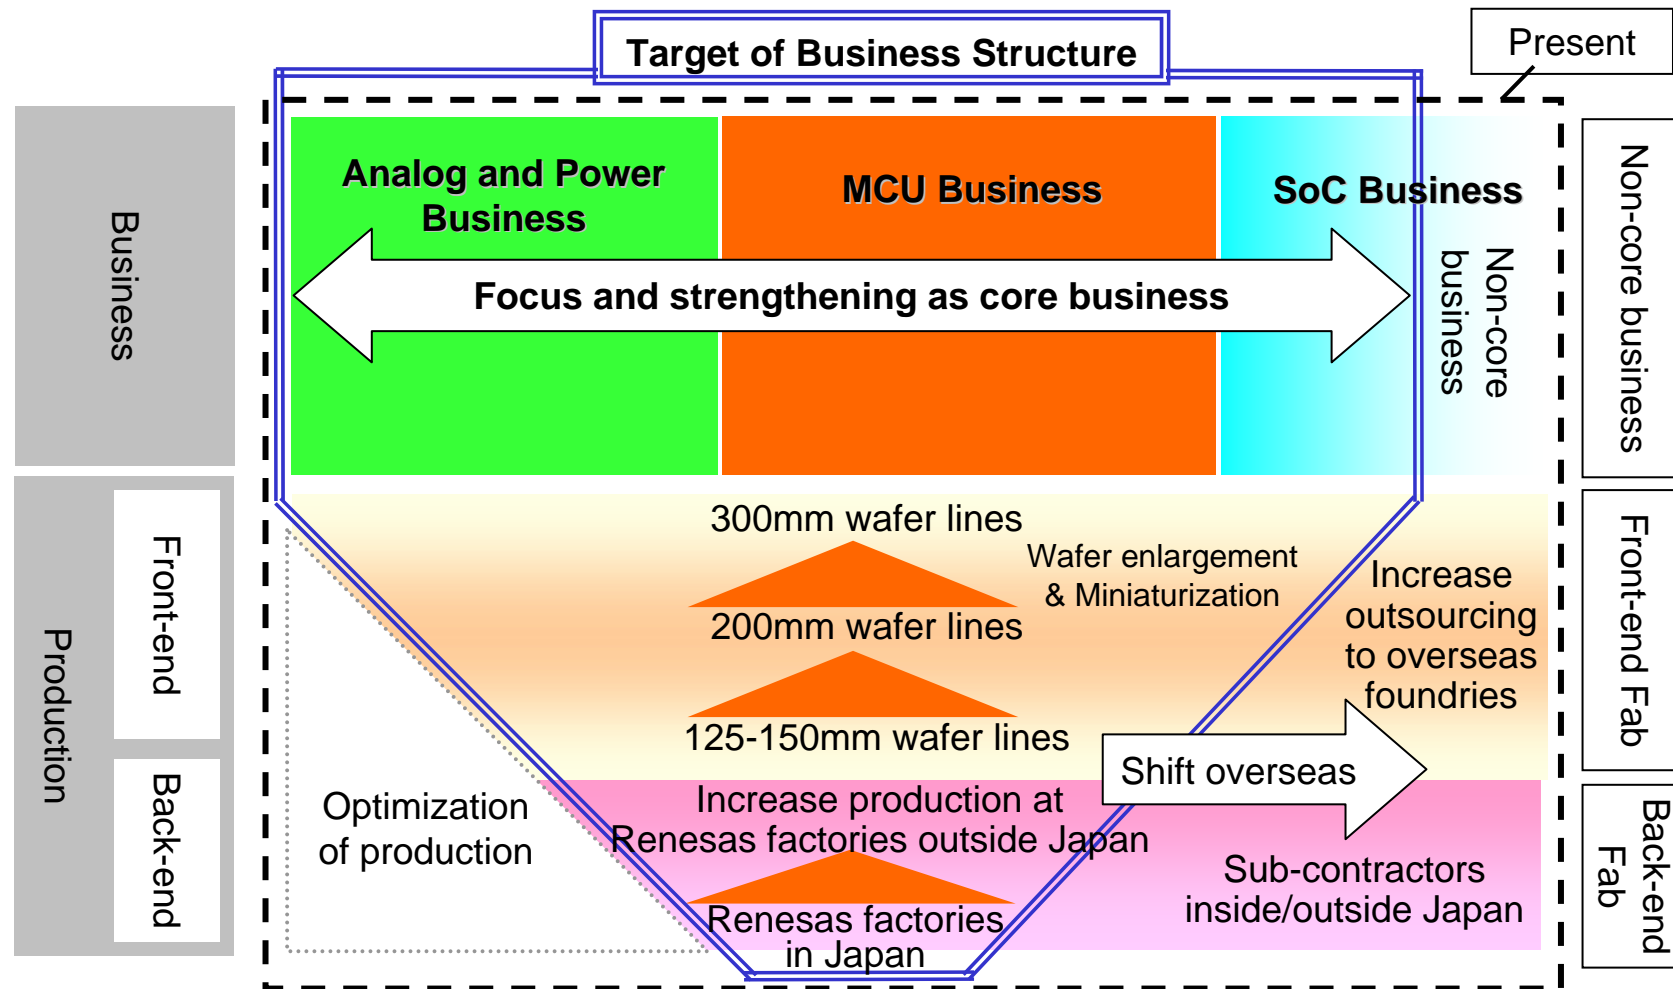 Target of Business Structure
Present
Business
Analog and Power
Business
MCU Business
SoC Business
Non-core
business
Focus and strengthening as core business
Non-core business
Production
Front-end
300mm wafer lines
Wafer enlargement
& Miniaturization
200mm wafer lines
125-150mm wafer lines
Increase
outsourcing
to overseas
foundries
Front-end Fab
Shift overseas
Back-end
Optimization
of production
Increase production at
Renesas factories outside Japan
Renesas factories
in Japan
Sub-contractors
inside/outside Japan
Back-end
Fab